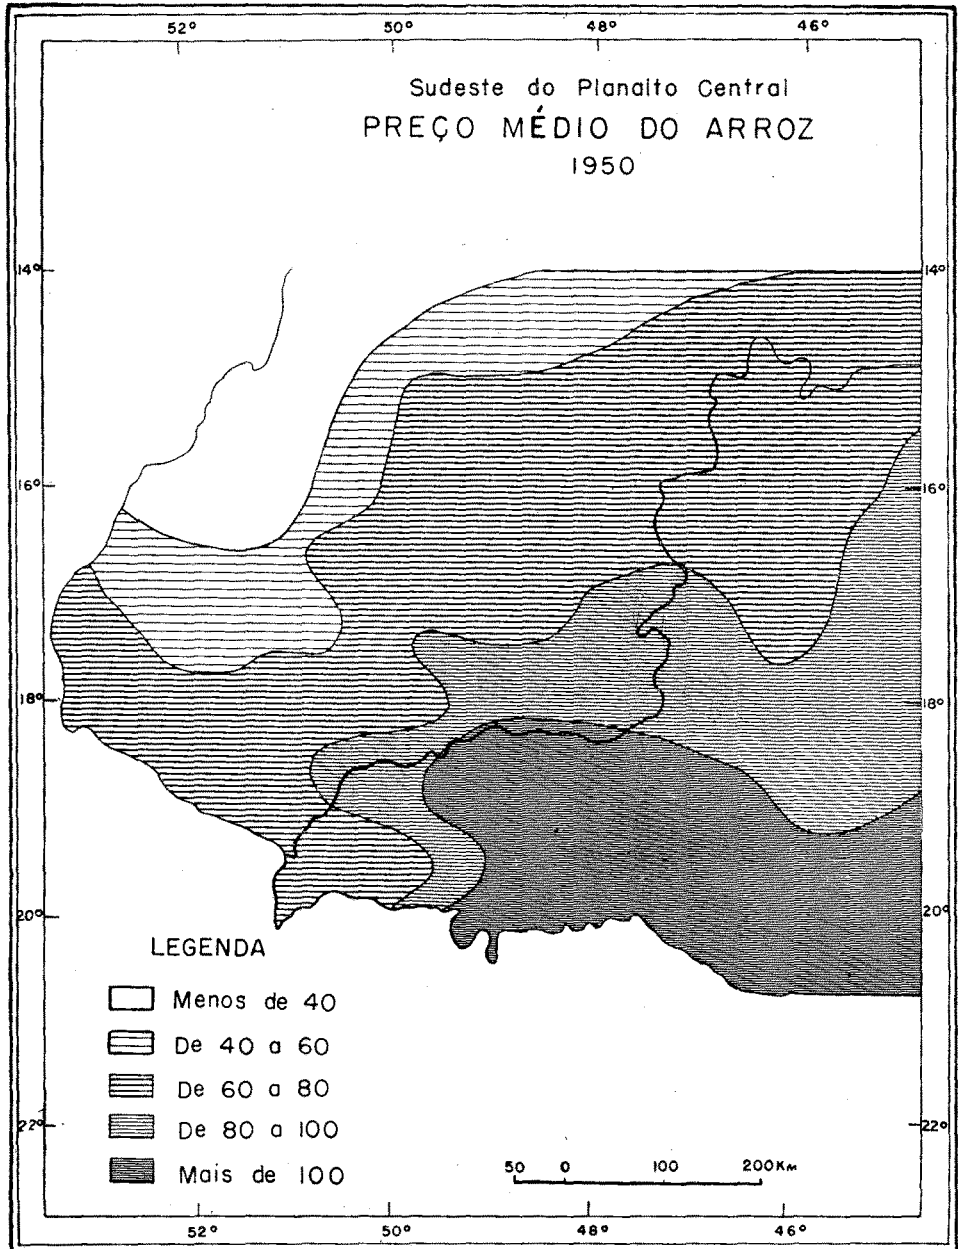 52° 50° 48° 46°
Sudeste do Planalto Central
PREÇO MÉDIO DO ARROZ
1950
14° 14°
16° 16°
18° 18°
20° 20°
LEGENDA
Menos de 40
De 40 a 60
De 60 a 80
De 80 a 100
Mais de 100
22° 22°
50 0 100 200 KM
52° 50° 48° 46°